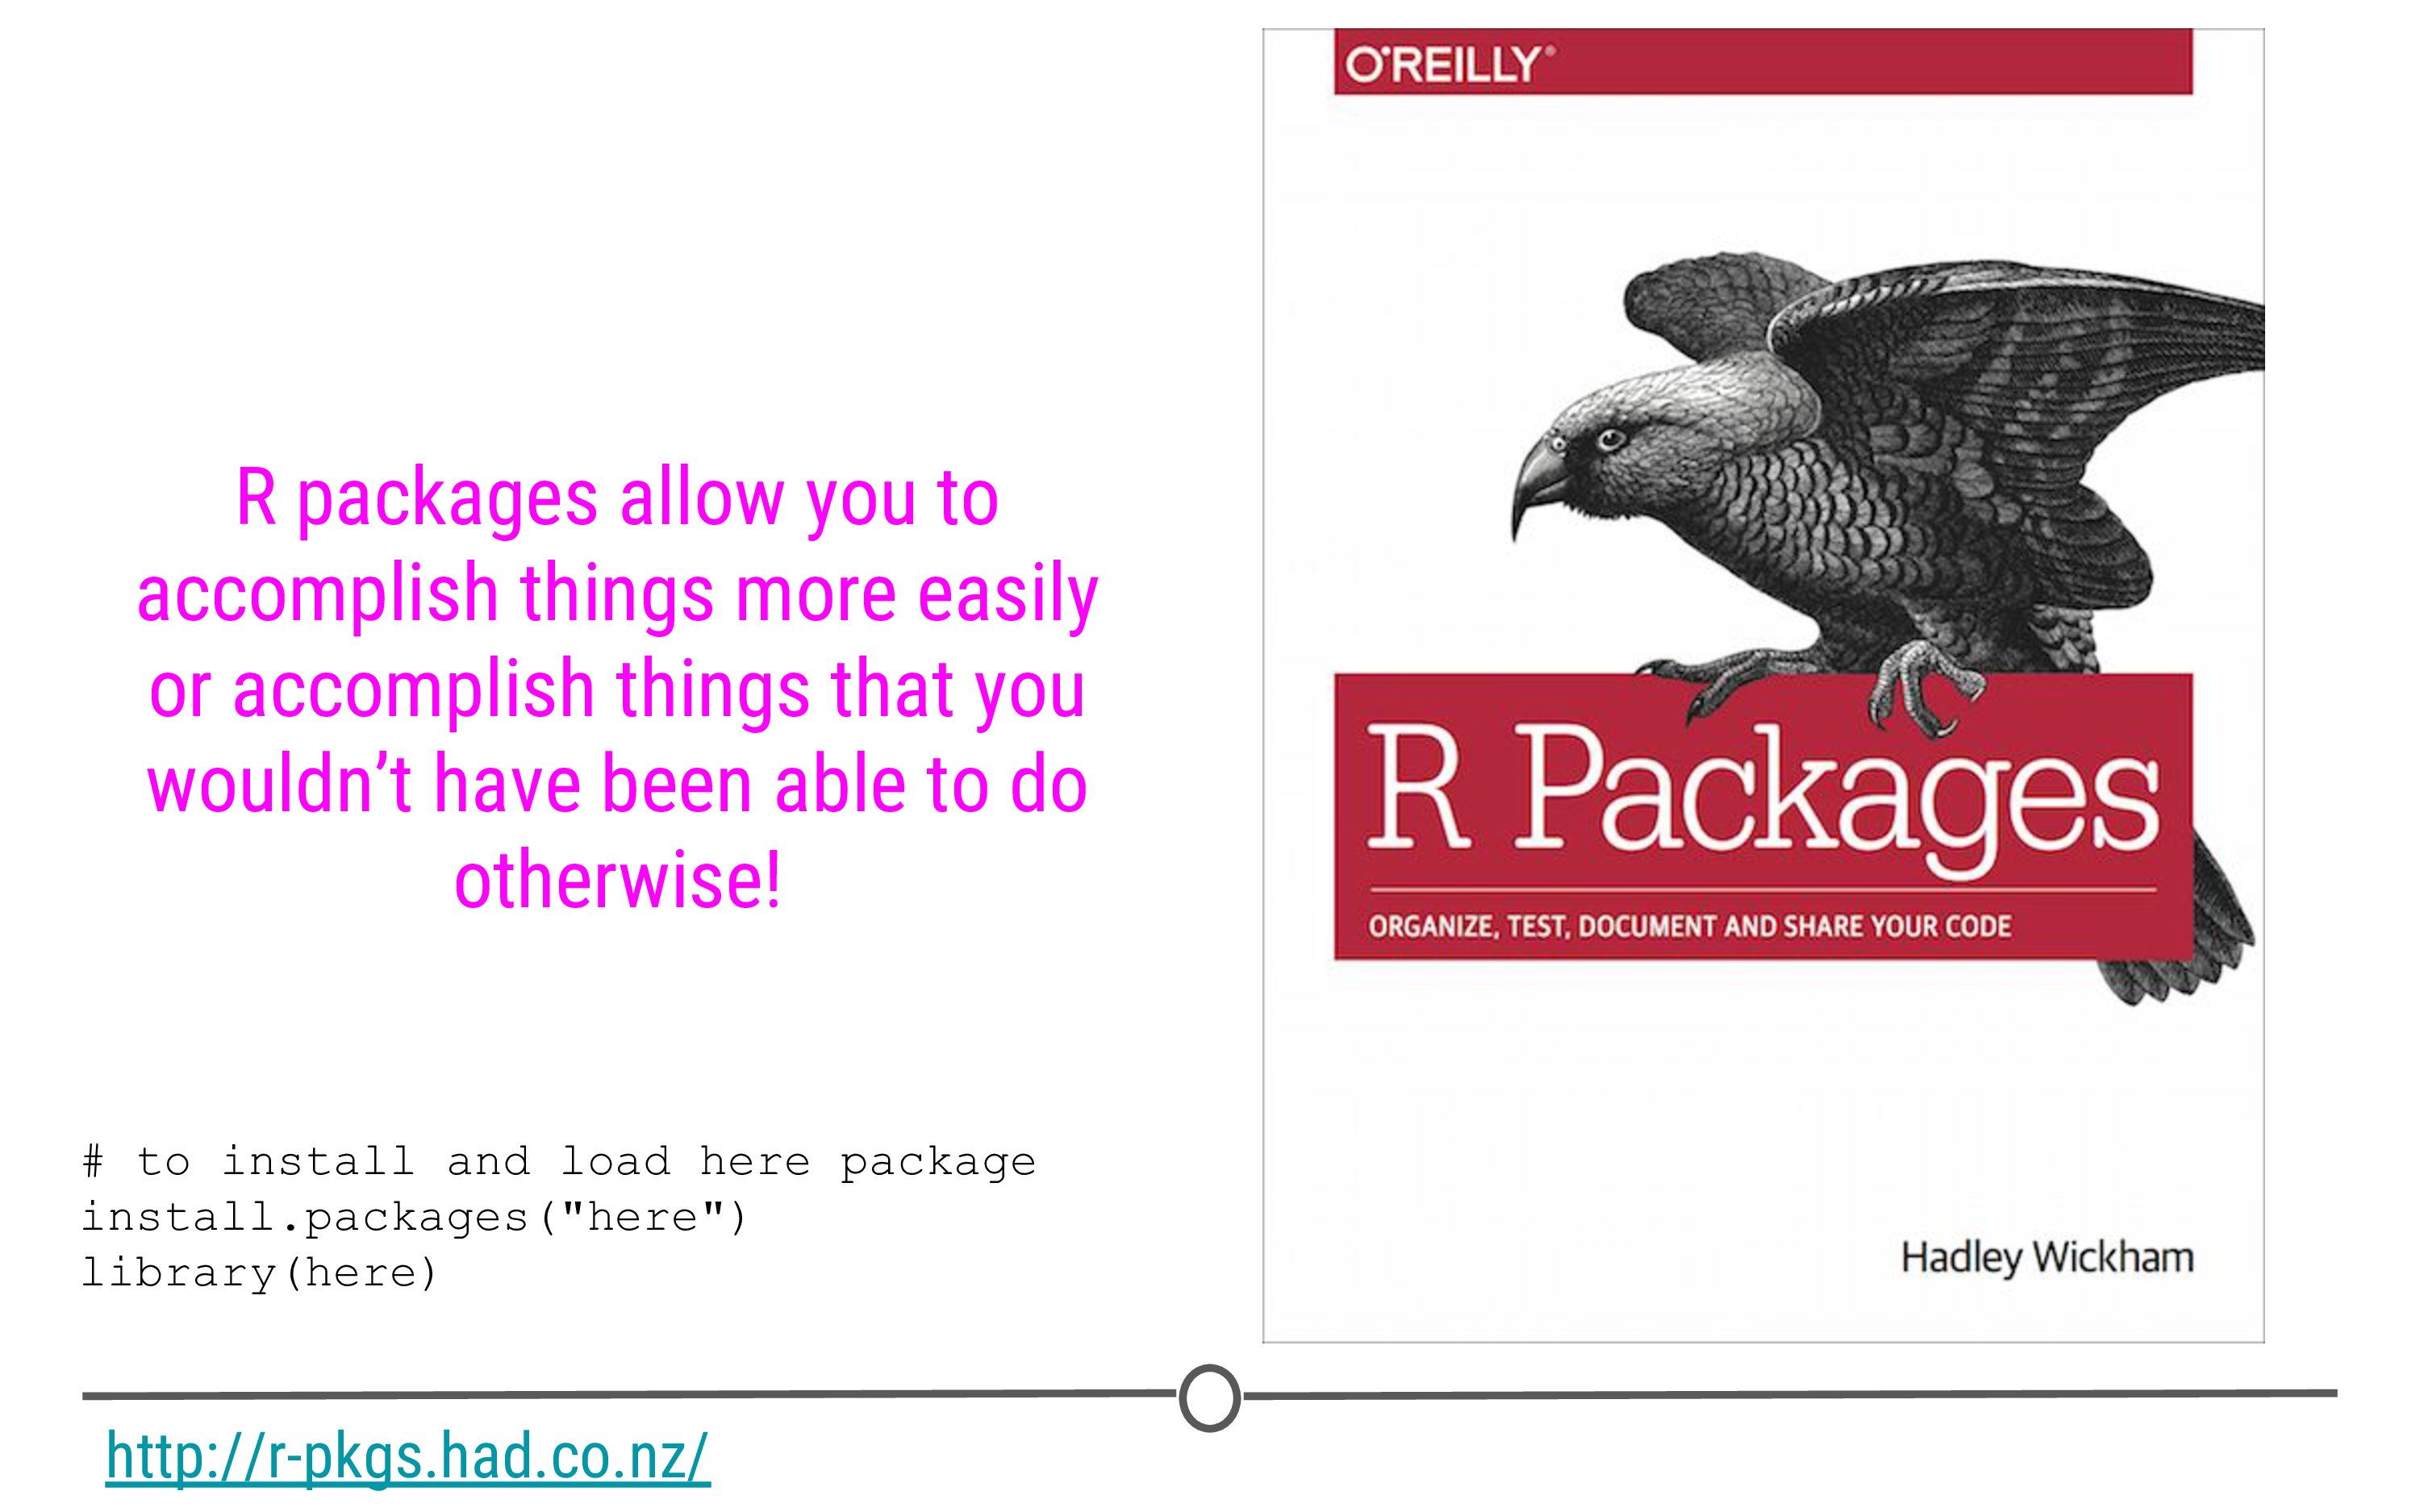 R packages allow you to
accomplish things more easily
or accomplish things that you
wouldn’t have been able to do
otherwise!
# to install and load here package
install.packages("here")
library(here)
http://r-pkgs.had.co.nz/
O'REILLY®
R Packages
ORGANIZE, TEST, DOCUMENT AND SHARE YOUR CODE
Hadley Wickham